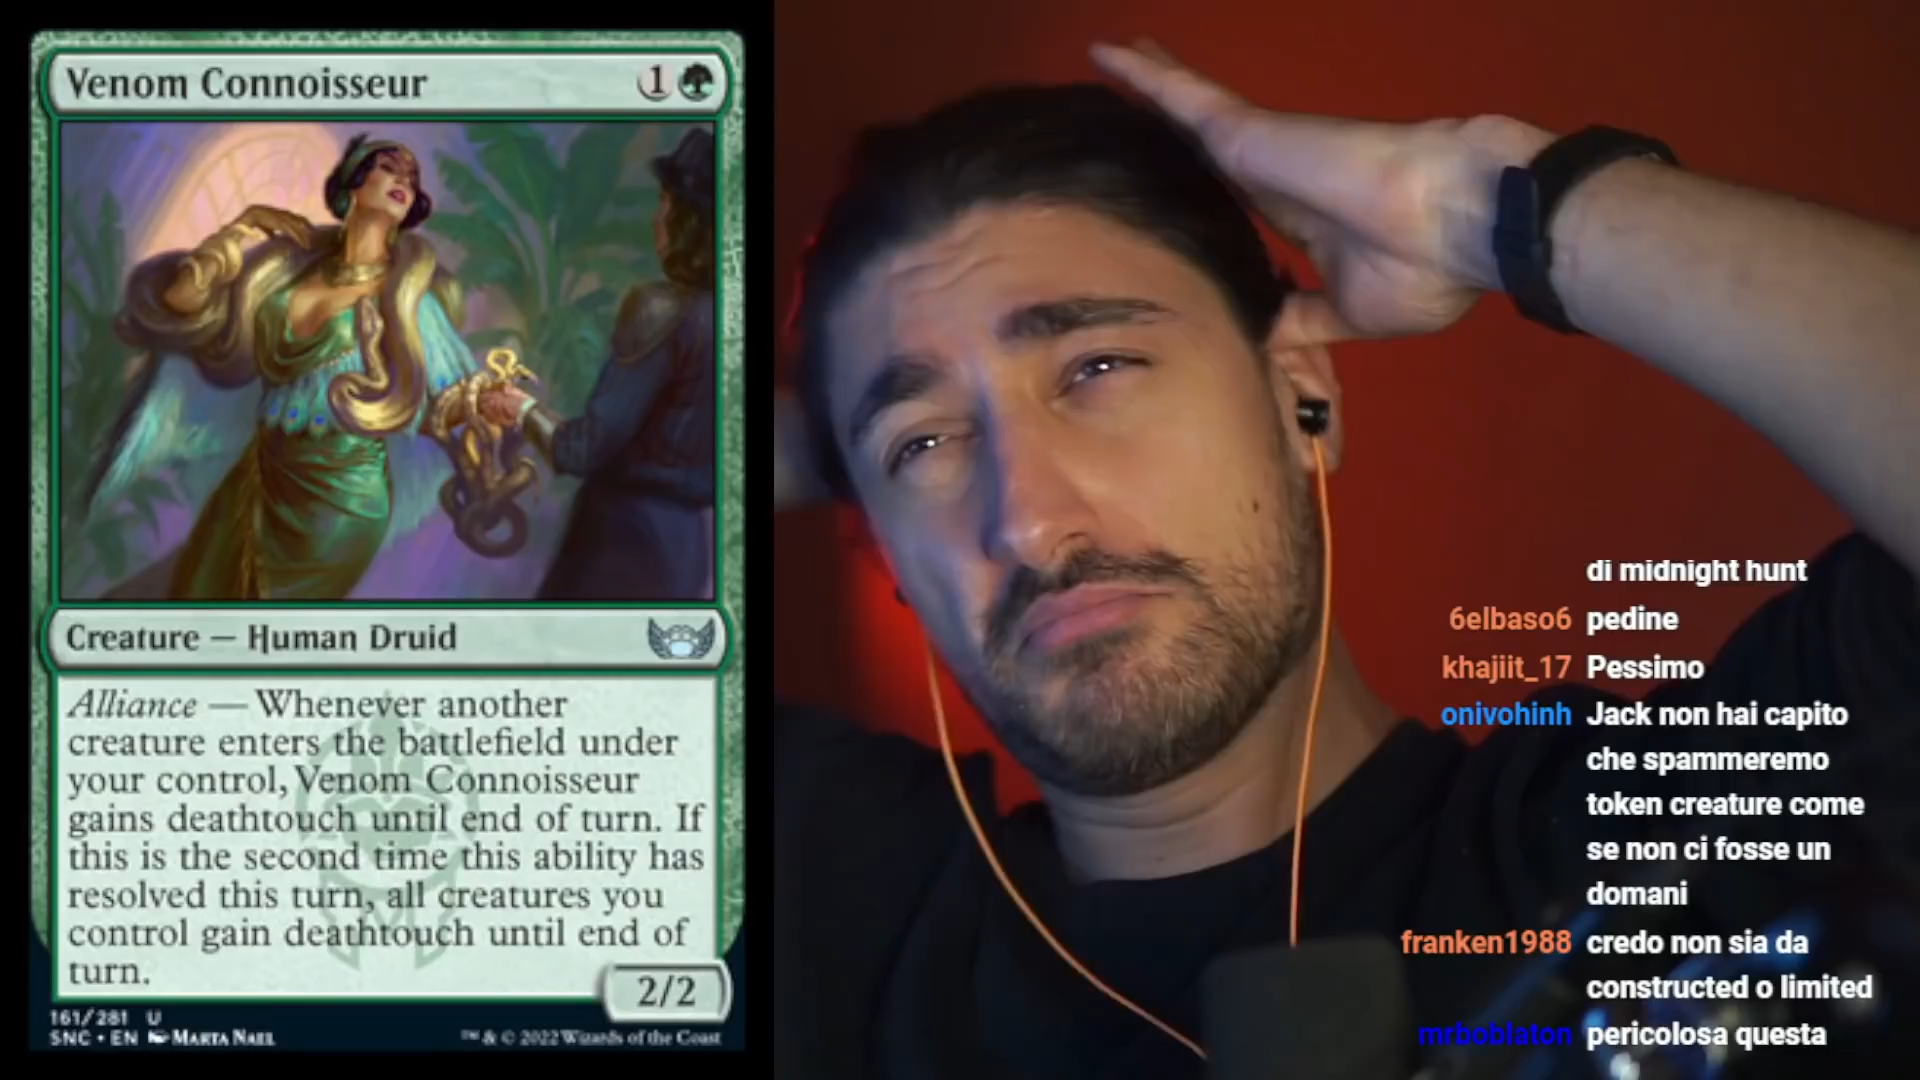 Venom Connoisseur
1
Creature — Human Druid
Alliance — Whenever another
creature enters the battlefield under
your control, Venom Connoisseur
gains deathtouch until end of turn. If
this is the second time this ability has
resolved this turn, all creatures you
control gain deathtouch until end of
turn.
2/2
161/281 U
SNC • EN MARTA NAEL
™ & © 2022 Wizards of the Coast
di midnight hunt
6elbaso6 pedine
khajiit_17 Pessimo
onivohinh Jack non hai capito
che spammeremo
token creature come
se non ci fosse un
domani
franken1988 credo non sia da
constructed o limited
mrboblaton pericolosa questa